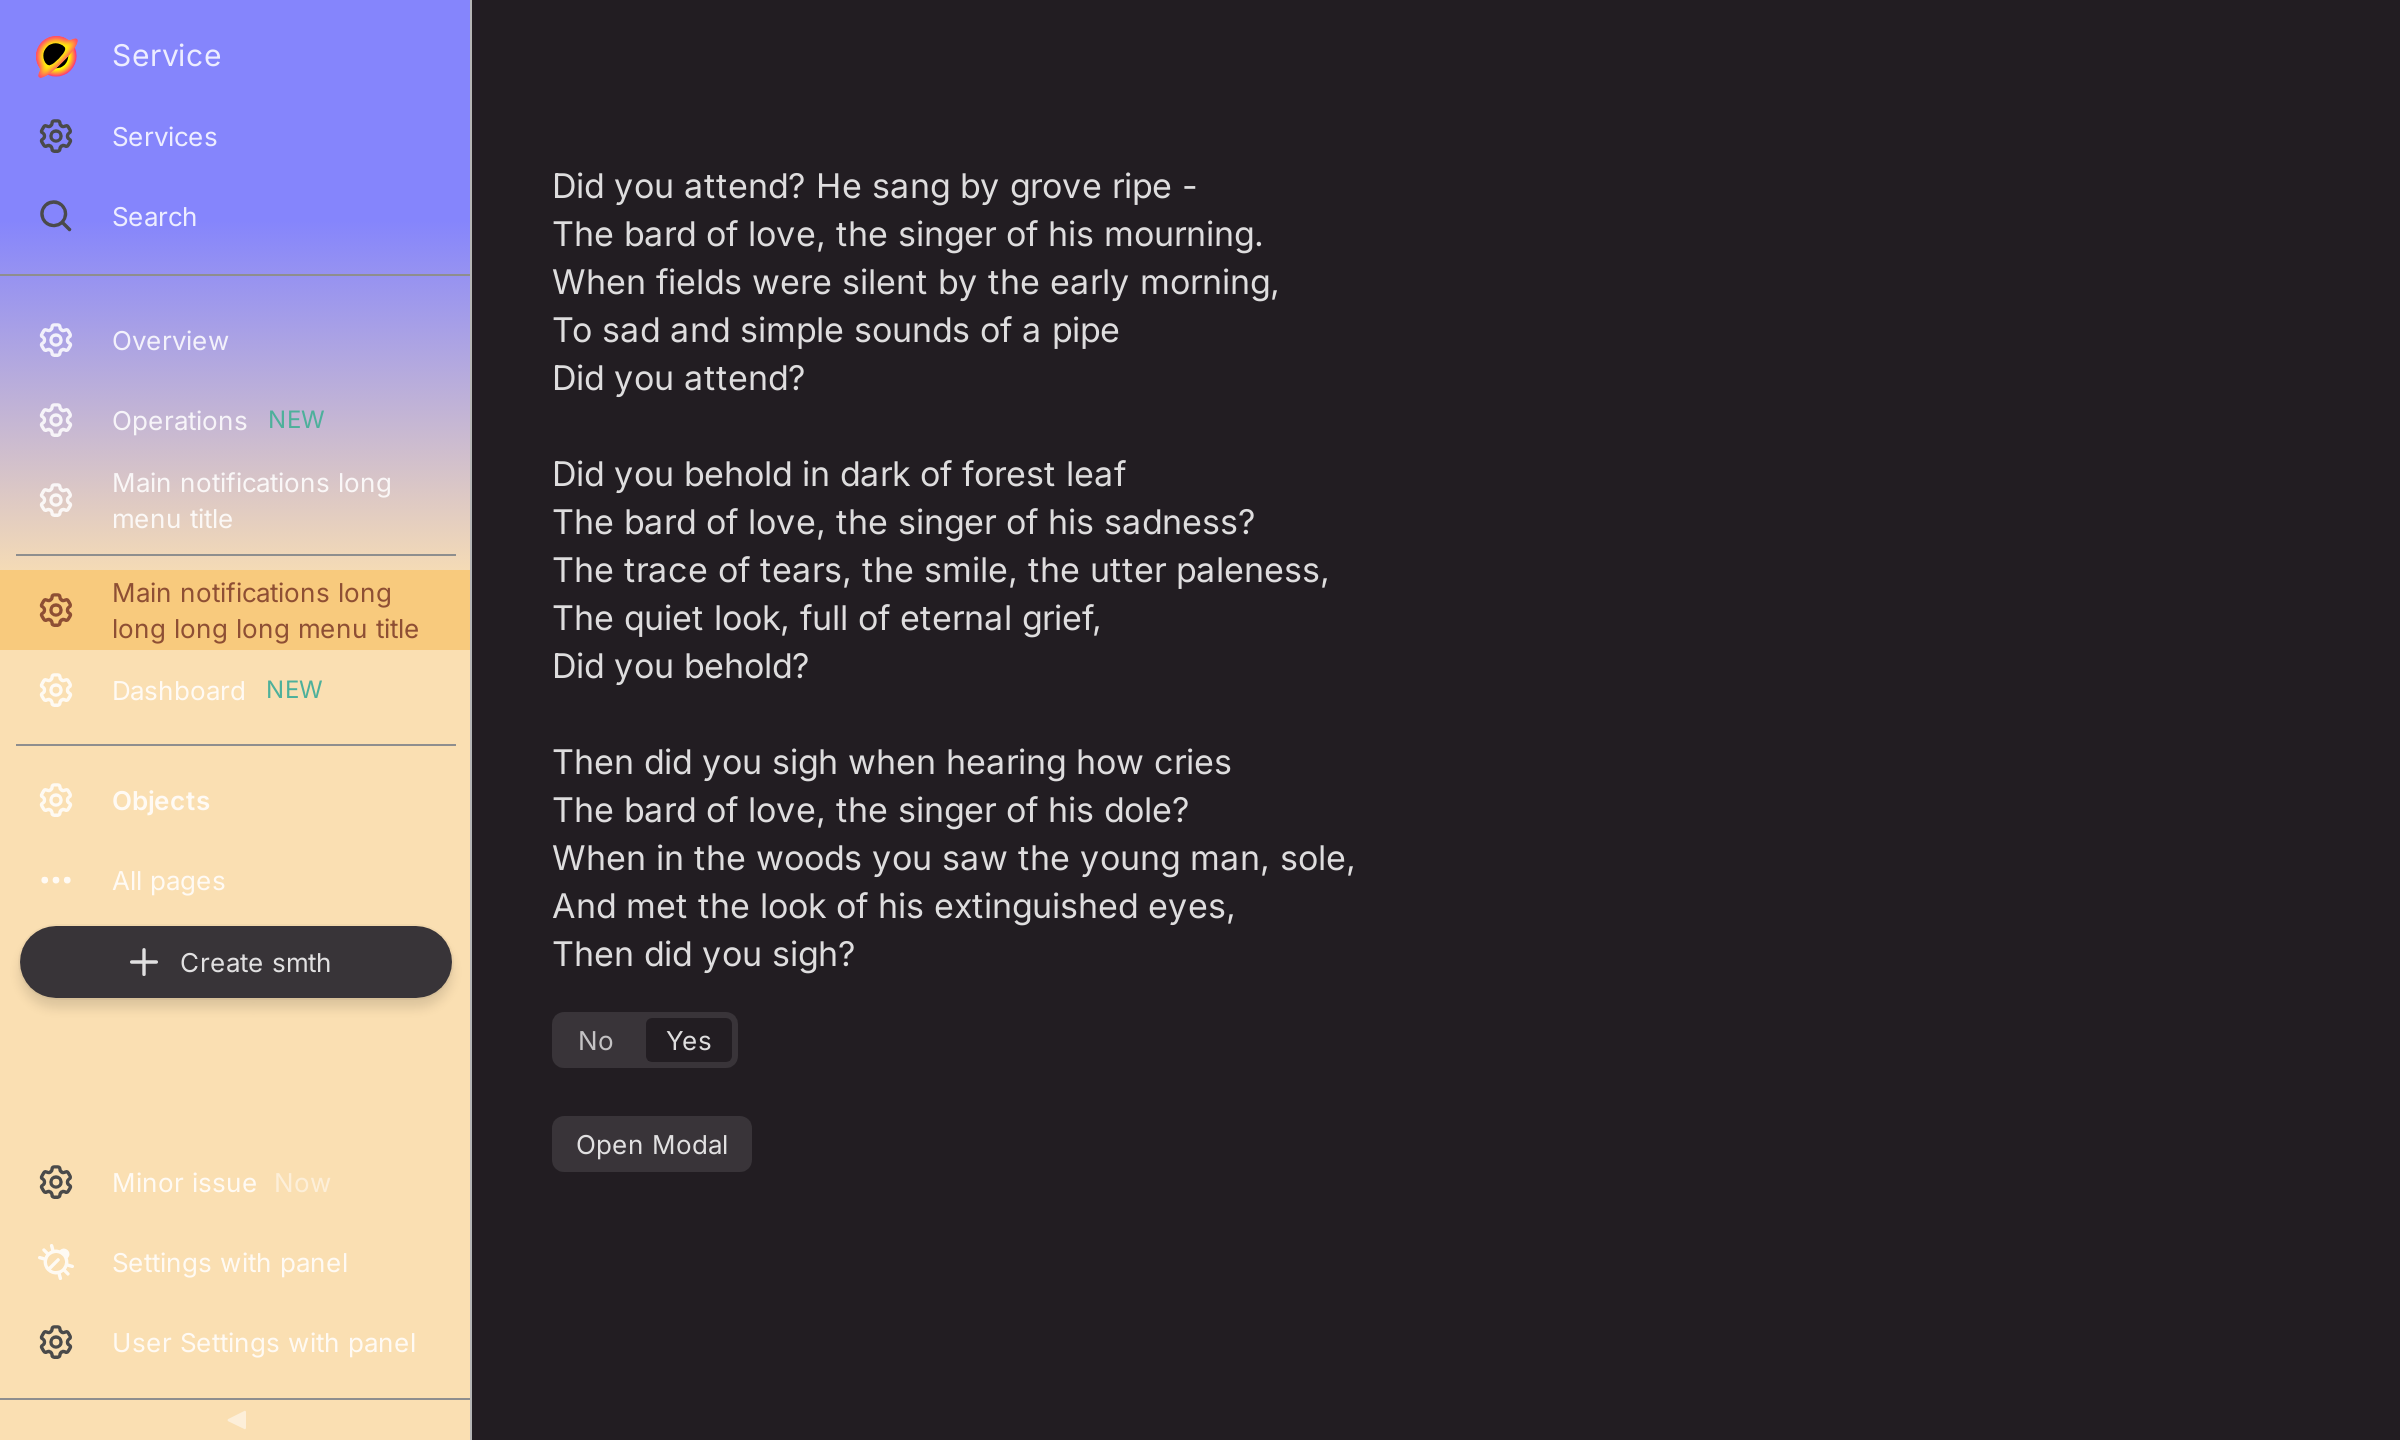 Service
Services
Search
Overview
Operations NEW
Main notifications long
menu title
Main notifications long
long long long menu title
Dashboard NEW
Objects
All pages
Create smth
Minor issue Now
Settings with panel
User Settings with panel
Did you attend? He sang by grove ripe -
The bard of love, the singer of his mourning.
When fields were silent by the early morning,
To sad and simple sounds of a pipe
Did you attend?
Did you behold in dark of forest leaf
The bard of love, the singer of his sadness?
The trace of tears, the smile, the utter paleness,
The quiet look, full of eternal grief,
Did you behold?
Then did you sigh when hearing how cries
The bard of love, the singer of his dole?
When in the woods you saw the young man, sole,
And met the look of his extinguished eyes,
Then did you sigh?
No Yes
Open Modal